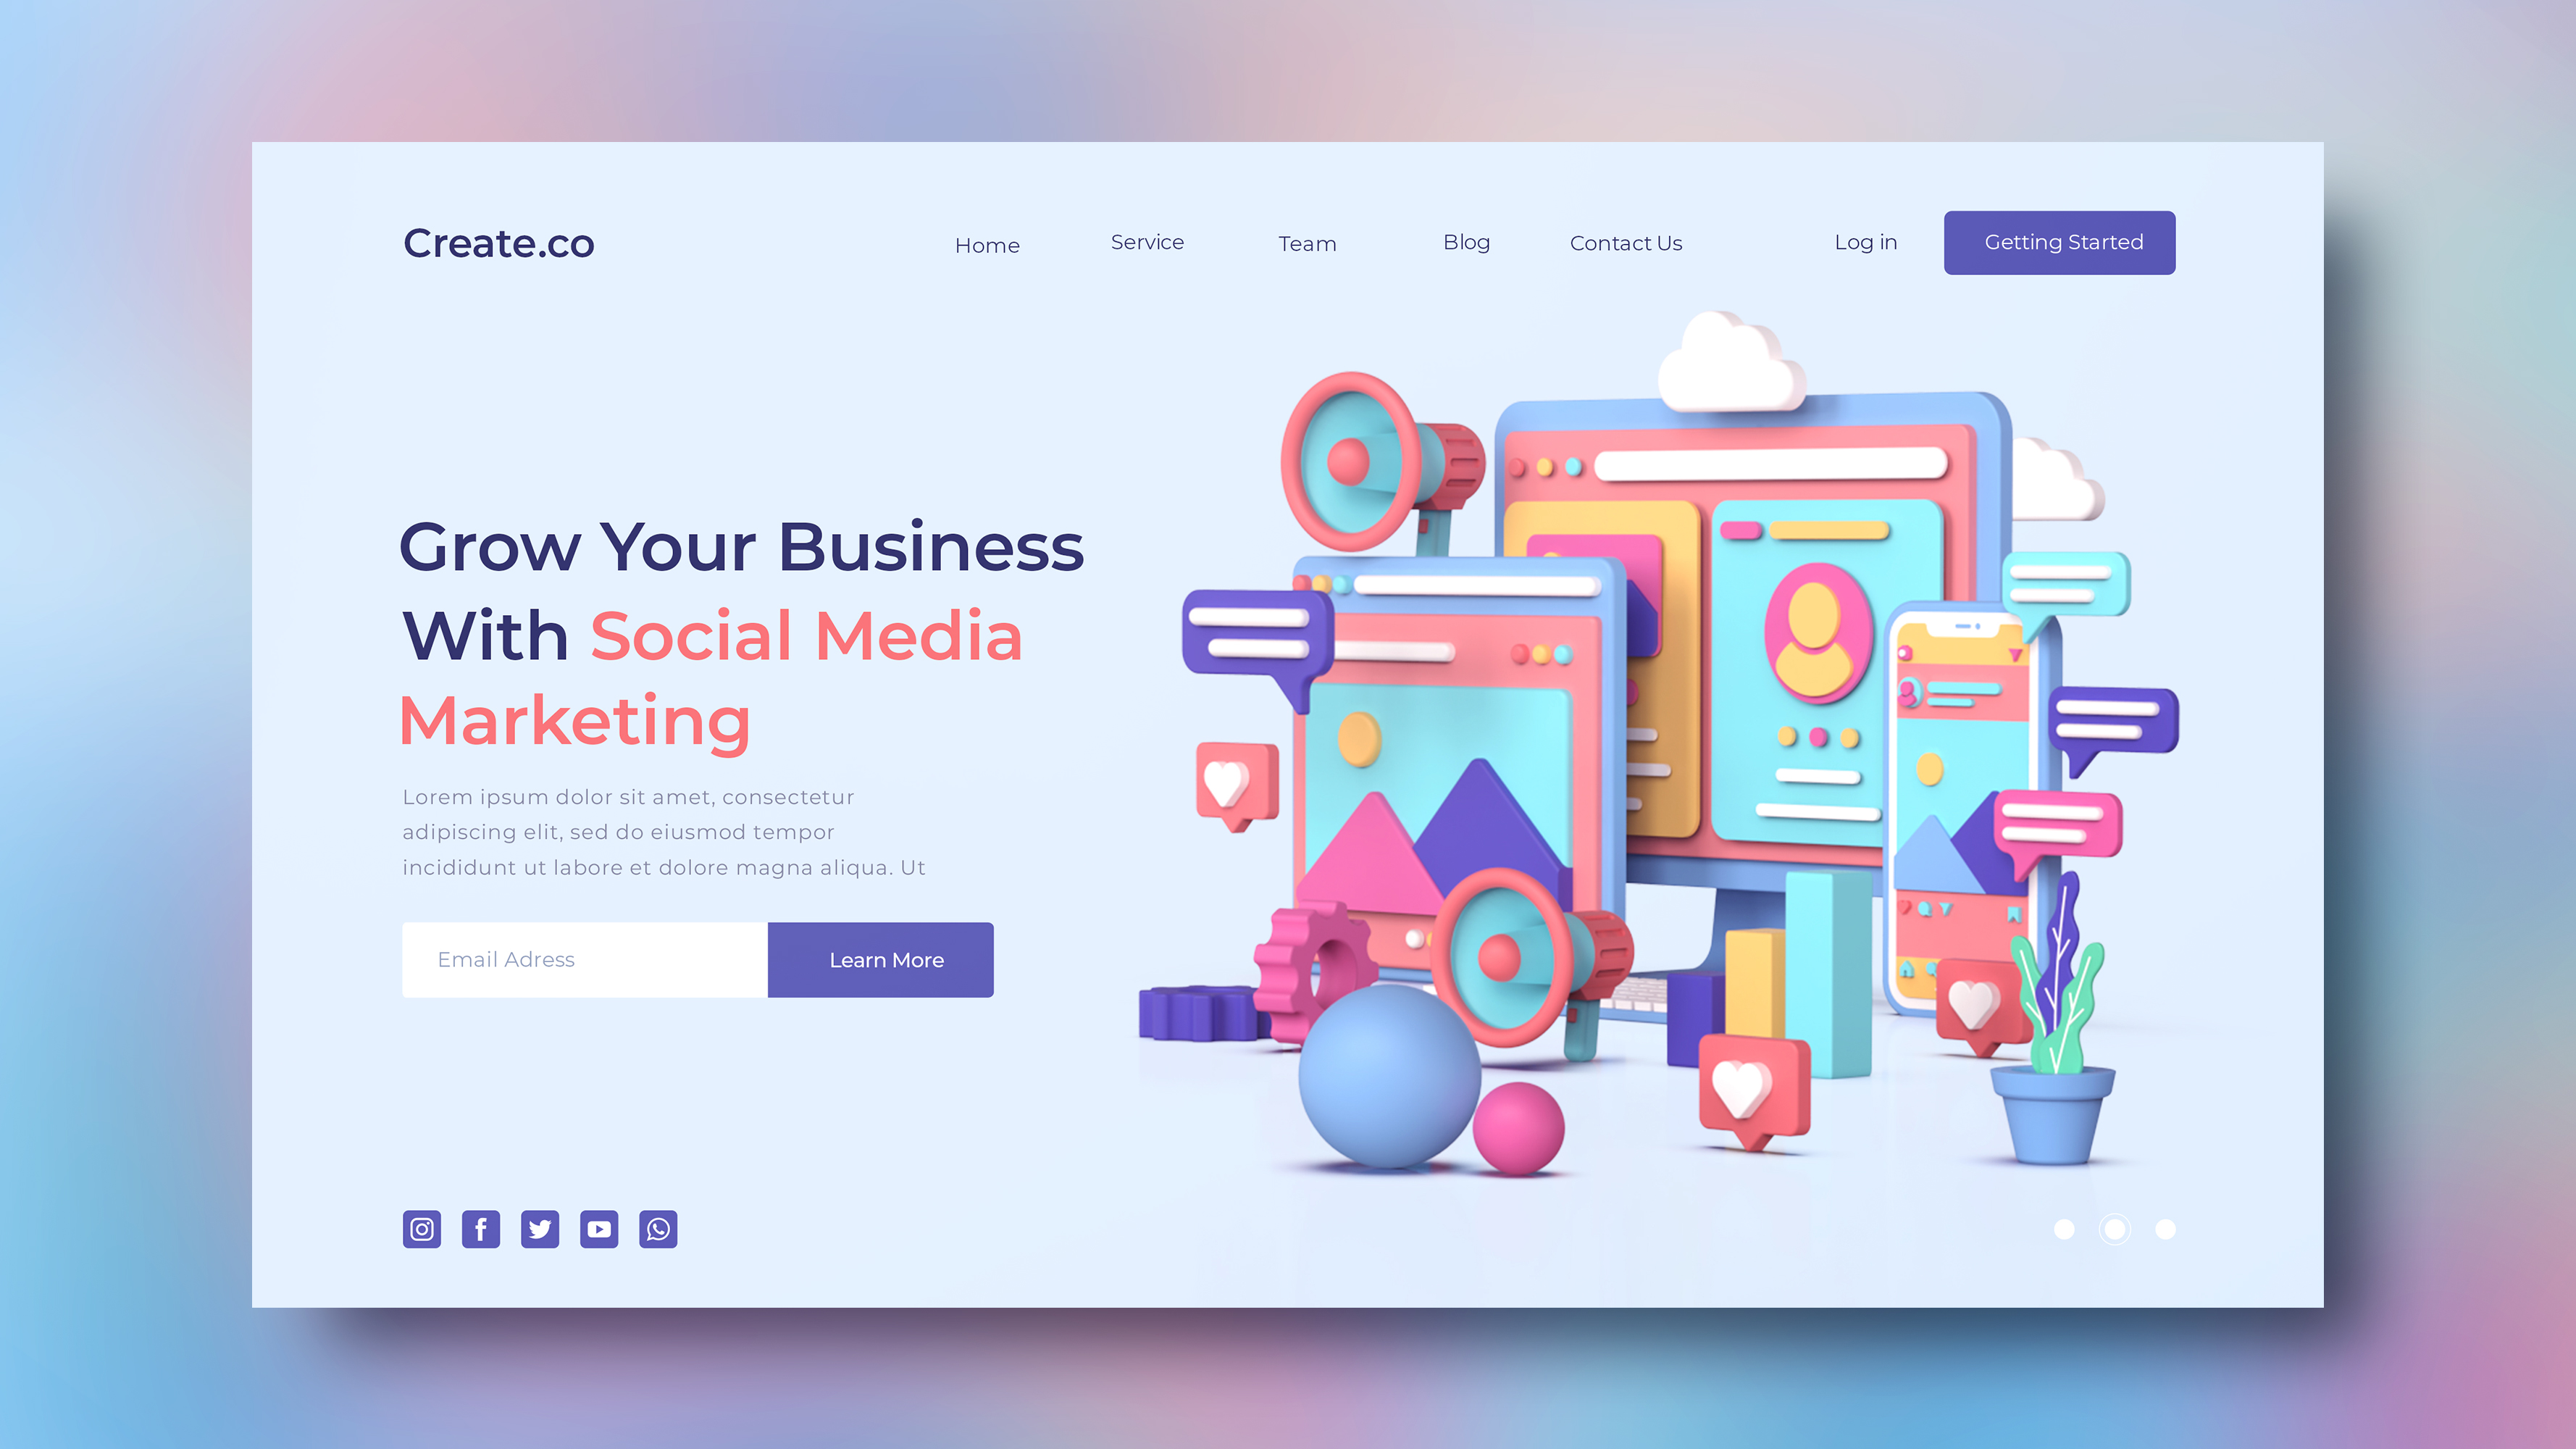 Create.co
Home Service Team Blog Contact Us Log in Getting Started
Grow Your Business
With Social Media
Marketing
Lorem ipsum dolor sit amet, consectetur
adipiscing elit, sed do eiusmod tempor
incididunt ut labore et dolore magna aliqua. Ut
Email Adress Learn More